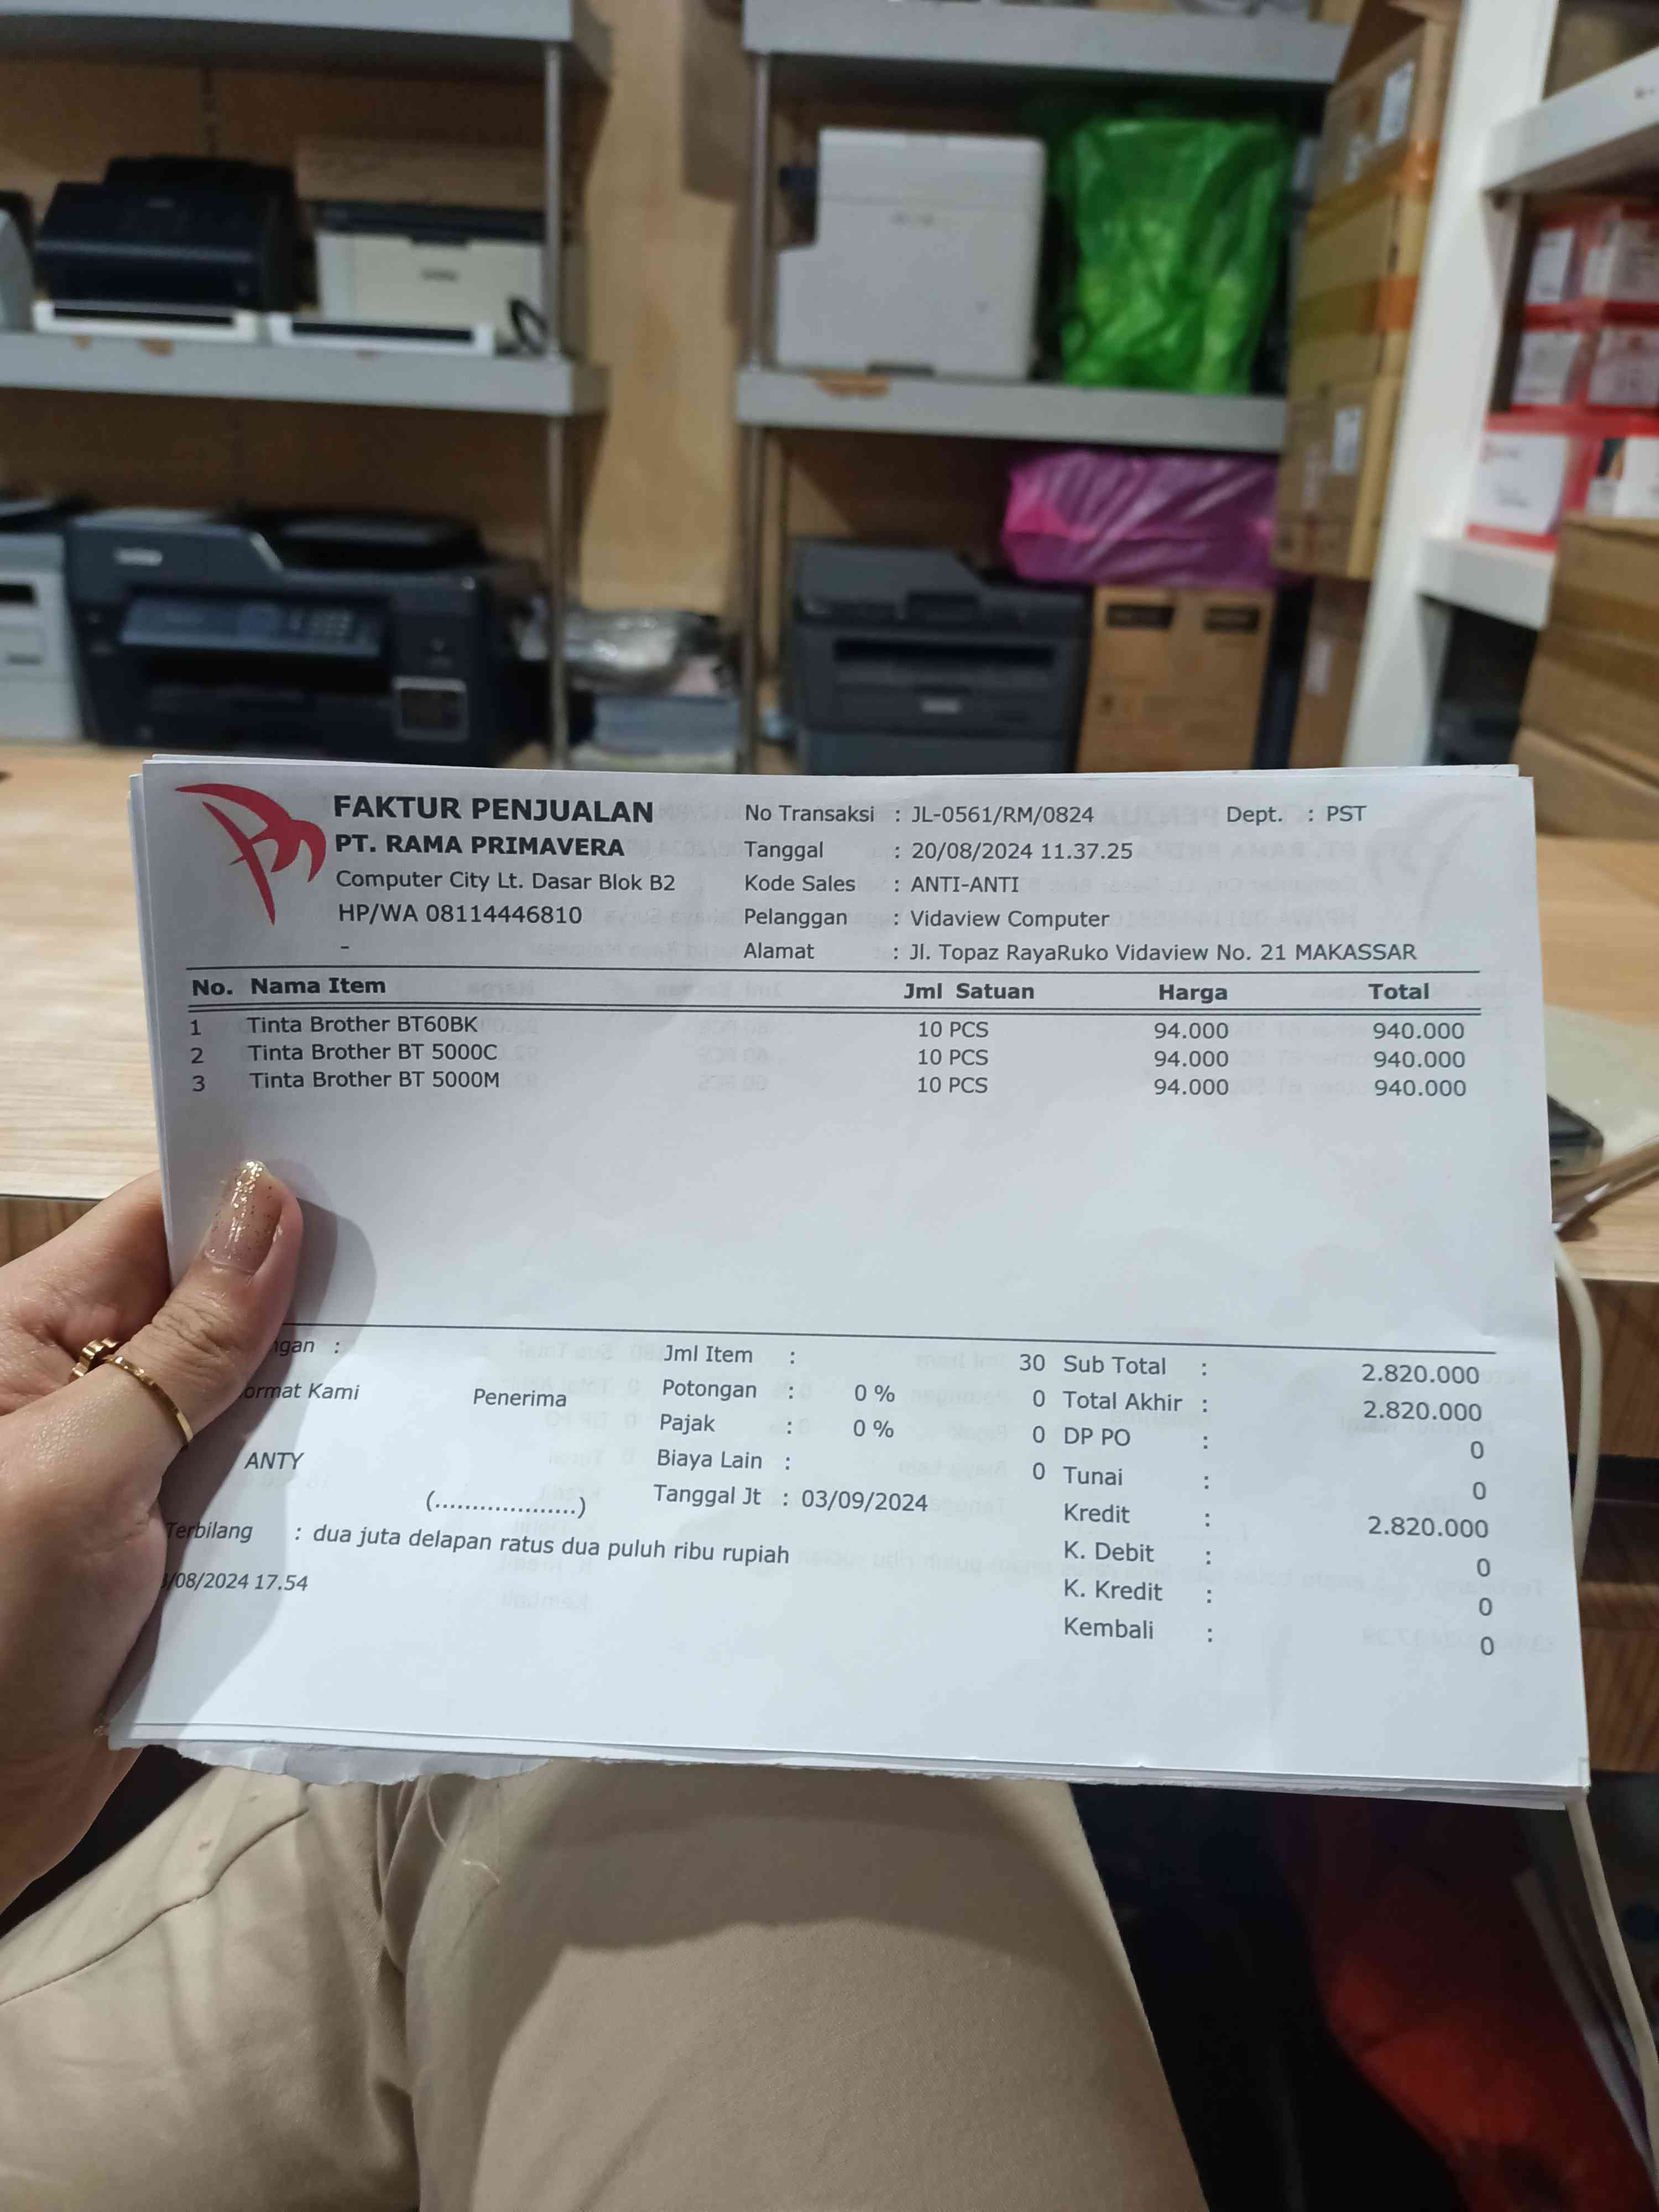 FAKTUR PENJUALAN
PT. RAMA PRIMAVERA
Computer City Lt. Dasar Blok B2
HP/WA 08114446810
-
No Transaksi : JL-0561/RM/0824 Dept. : PST
Tanggal : 20/08/2024 11.37.25
Kode Sales : ANTI-ANTI
Pelanggan : Vidaview Computer
Alamat : Jl. Topaz RayaRuko Vidaview No. 21 MAKASSAR
No. Nama Item Jml Satuan Harga Total
1 Tinta Brother BT60BK 10 PCS 94.000 940.000
2 Tinta Brother BT 5000C 10 PCS 94.000 940.000
3 Tinta Brother BT 5000M 10 PCS 94.000 940.000
ngan :
ormat Kami Penerima
ANTY
(...................)
Jml Item : 30
Potongan : 0 % 0
Pajak : 0 % 0
Biaya Lain : 0
Tanggal Jt : 03/09/2024
Sub Total : 2.820.000
Total Akhir : 2.820.000
DP PO : 0
Tunai : 0
Kredit : 2.820.000
K. Debit : 0
K. Kredit : 0
Kembali : 0
Terbilang : dua juta delapan ratus dua puluh ribu rupiah
/08/2024 17.54